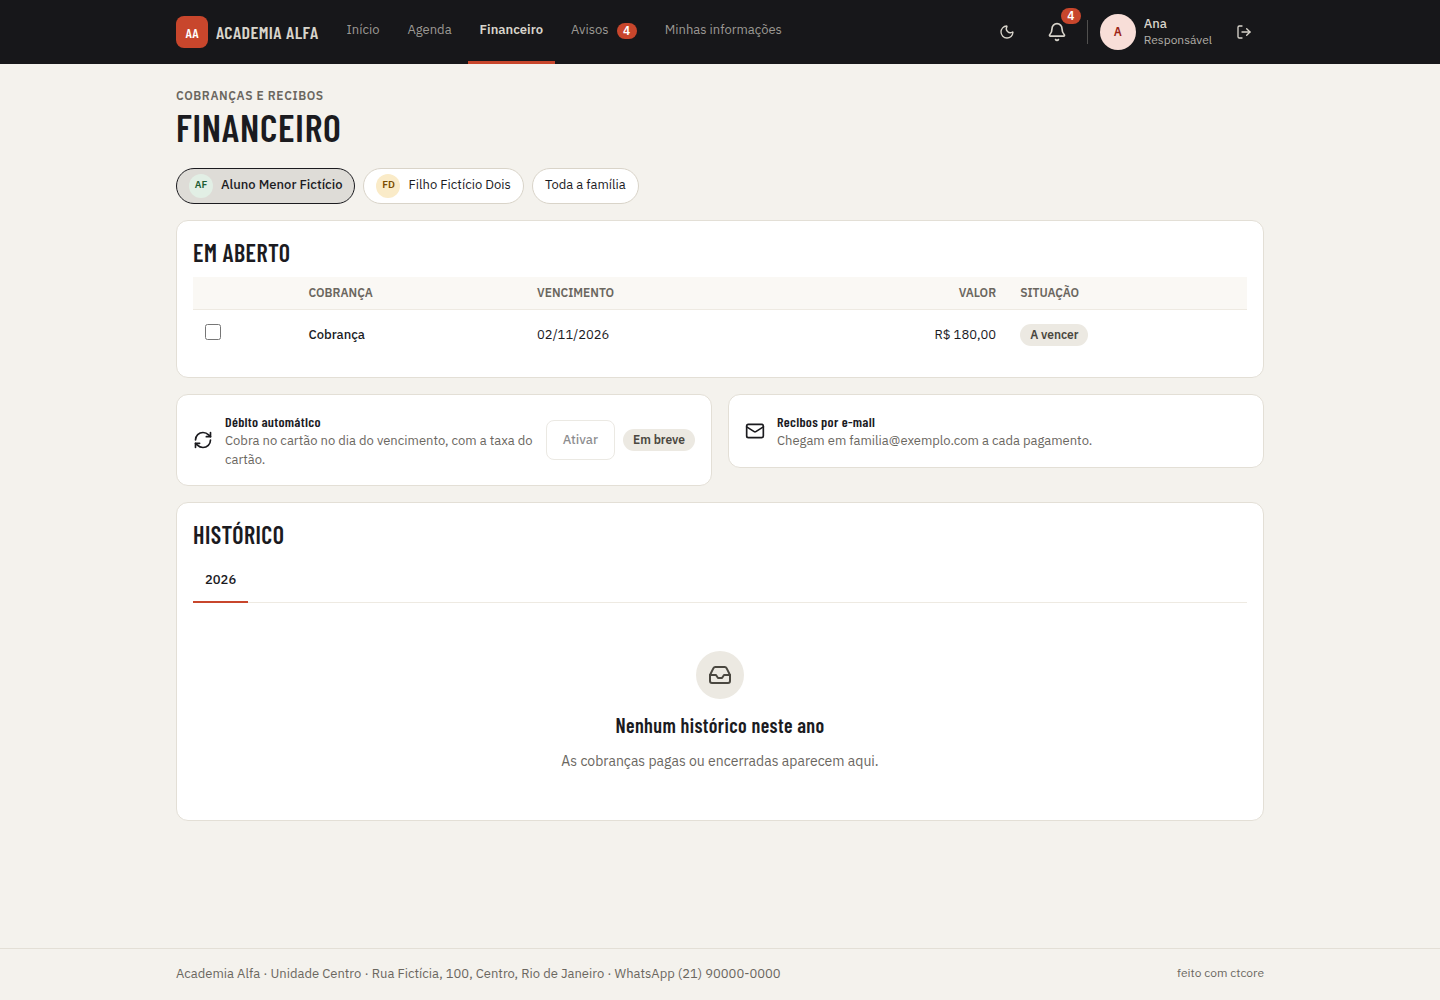 AA ACADEMIA ALFA Início Agenda Financeiro Avisos 4 Minhas informações 4 A Ana
Responsável
COBRANÇAS E RECIBOS
FINANCEIRO
AF Aluno Menor Fictício FD Filho Fictício Dois Toda a família
EM ABERTO
COBRANÇA VENCIMENTO VALOR SITUAÇÃO
Cobrança 02/11/2026 R$ 180,00 A vencer
Débito automático
Cobra no cartão no dia do vencimento, com a taxa do
cartão.
Ativar Em breve
Recibos por e-mail
Chegam em familia@exemplo.com a cada pagamento.
HISTÓRICO
2026
Nenhum histórico neste ano
As cobranças pagas ou encerradas aparecem aqui.
Academia Alfa · Unidade Centro · Rua Fictícia, 100, Centro, Rio de Janeiro · WhatsApp (21) 90000-0000 feito com ctcore